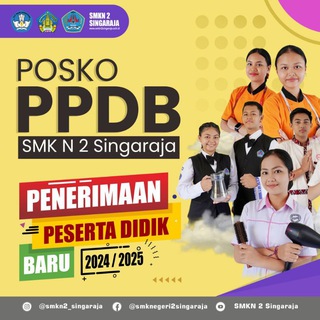 SMKN 2
SINGARAJA
POSKO
PPDB
SMK N 2 Singaraja
PENERIMAAN
PESERTA DIDIK
BARU 2024 / 2025
@smkn2_singaraja @smknegeri2singaraja SMKN 2 Singaraja